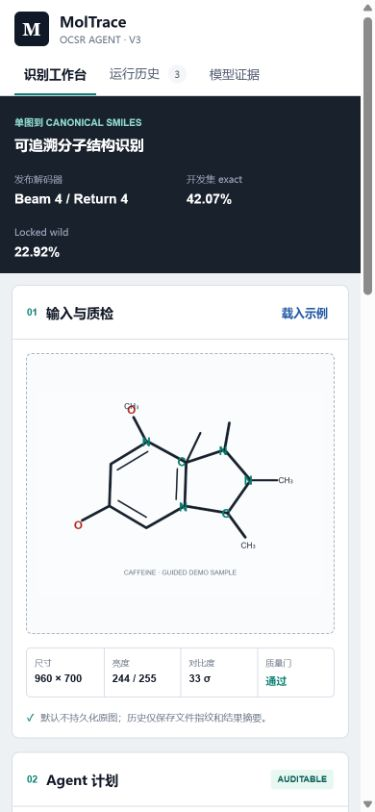 M
MolTrace
OCSR AGENT · V3
识别工作台 运行历史 3 模型证据
单图到 CANONICAL SMILES
可追溯分子结构识别
发布解码器 开发集 exact
Beam 4 / Return 4 42.07%
Locked wild
22.92%
01 输入与质检 载入示例
CH₃
O
N
C N
N CH₃
N C
O
CH₃
CAFFEINE · GUIDED DEMO SAMPLE
尺寸 亮度 对比度 质量门
960 × 700 244 / 255 33 σ 通过
✓ 默认不持久化原图；历史仅保存文件指纹和结果摘要。
02 Agent 计划 AUDITABLE